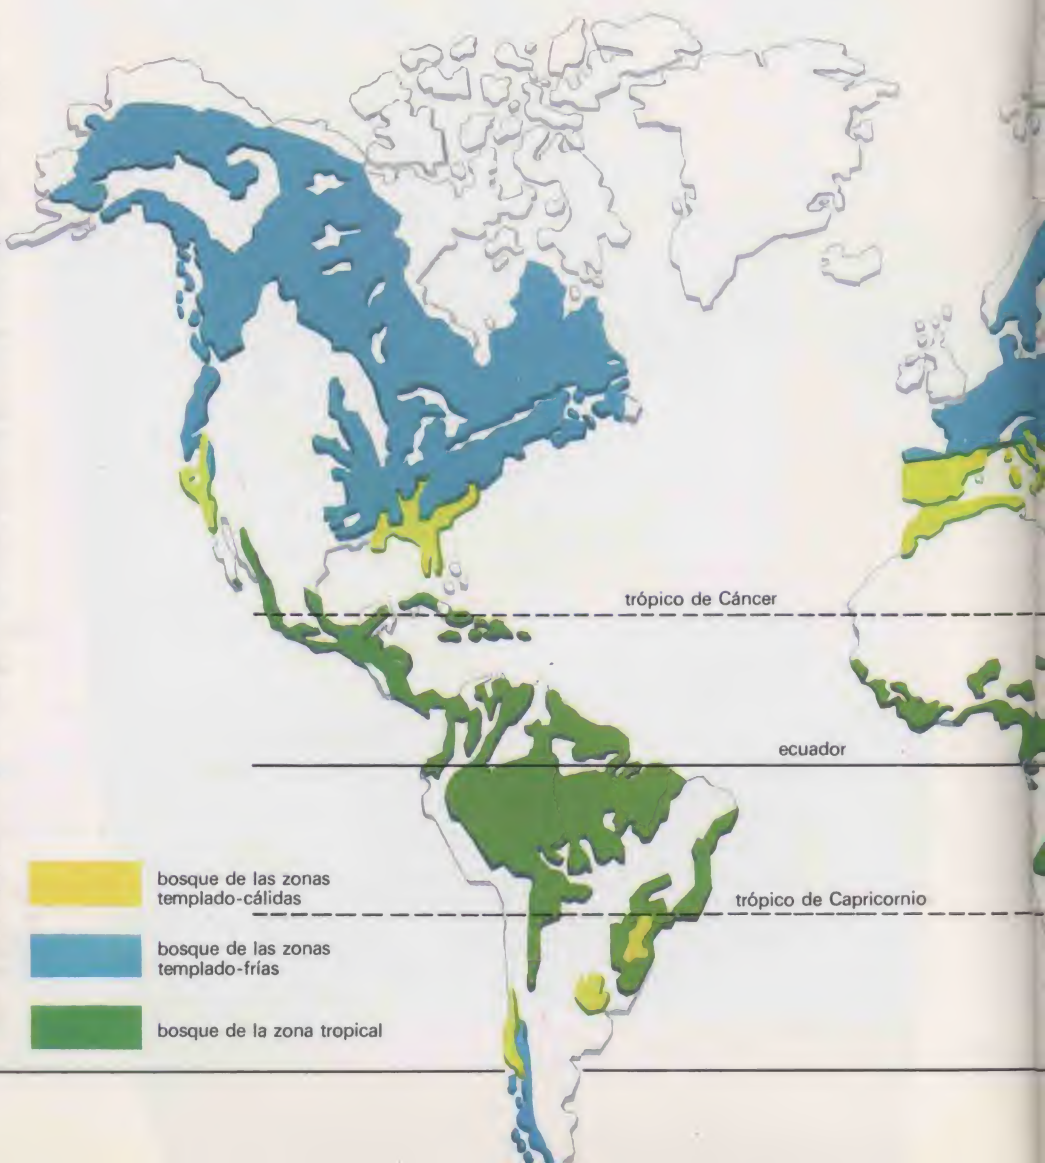 trópico de Cáncer
ecuador
trópico de Capricornio
bosque de las zonas
templado-cálidas
bosque de las zonas
templado-frías
bosque de la zona tropical